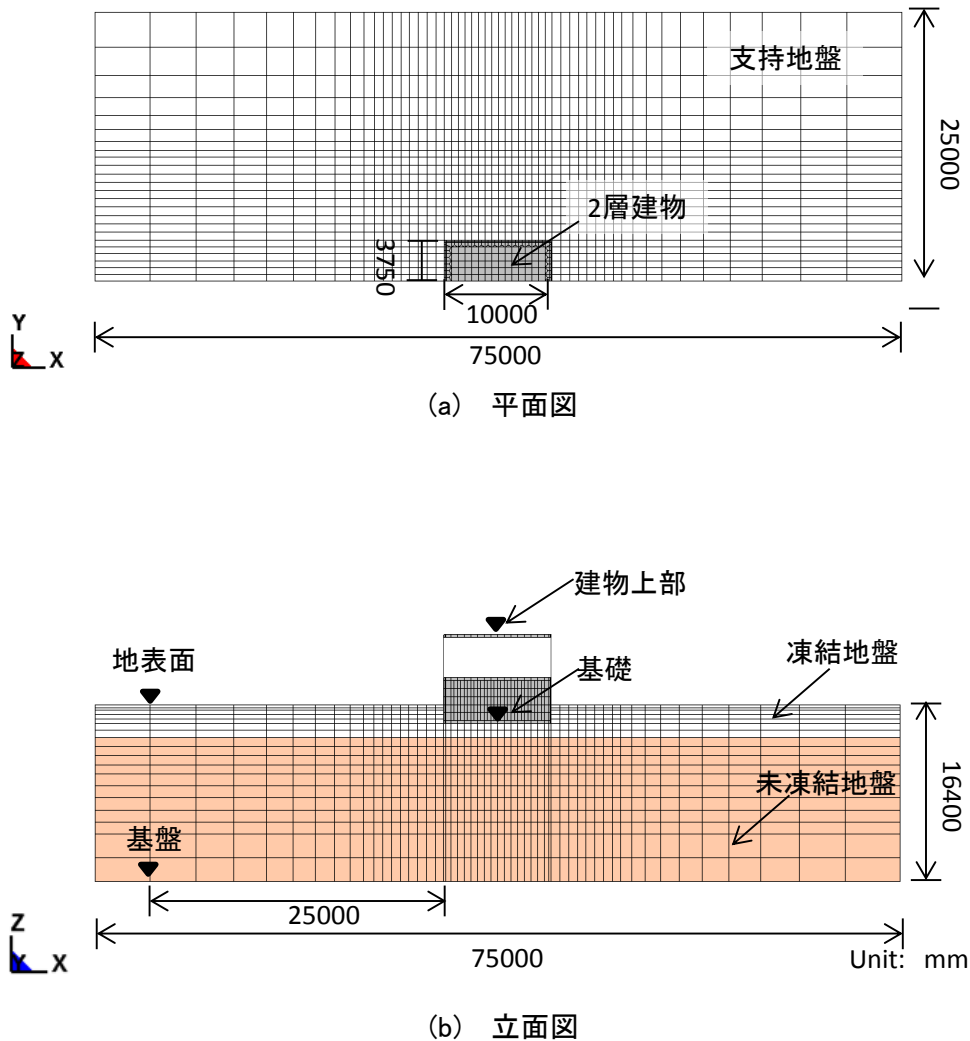 支持地盤
25000
2層建物
3750
10000
75000
Y
Z
X
(a) 平面図
建物上部
地表面
基礎
凍結地盤
16400
未凍結地盤
基盤
25000
75000
Z
Y
X
Unit: mm
(b) 立面図